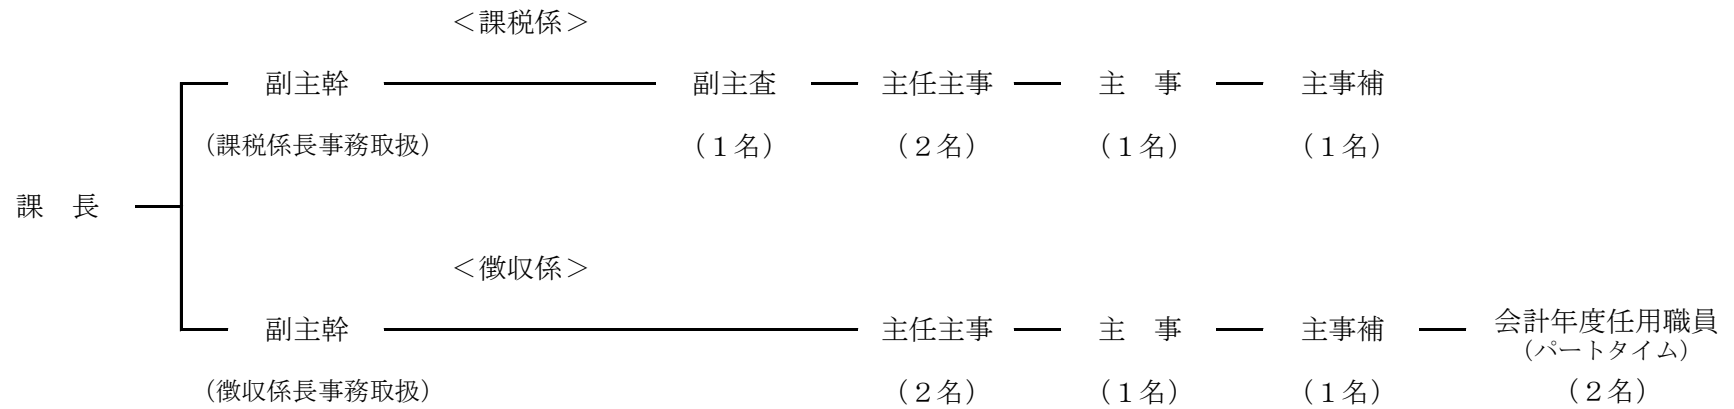 ＜課税係＞
副主幹 副主査 主任主事 主　事 主事補
（課税係長事務取扱） （１名） （２名） （１名） （１名）
課　長
＜徴収係＞
副主幹 主任主事 主　事 主事補 会計年度任用職員
（パートタイム）
（徴収係長事務取扱） （２名） （１名） （１名） （２名）